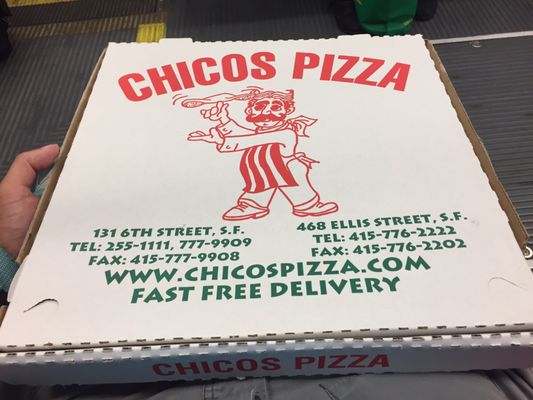 CHICOS PIZZA
131 6TH STREET, S.F.
TEL: 255-1111, 777-9909
FAX: 415-777-9908
468 ELLIS STREET, S.F.
TEL: 415-776-2222
FAX: 415-776-2202
WWW.CHICOSPIZZA.COM
FAST FREE DELIVERY
CHICOS PIZZA